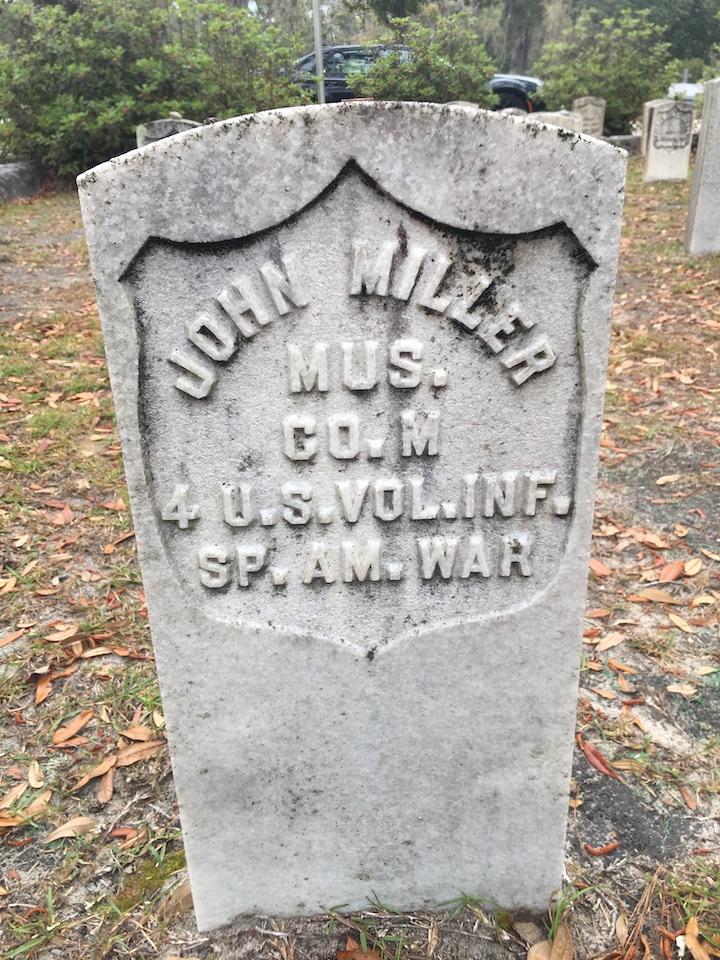 JOHN MILLER
MUS.
CO. M
4 U.S. VOL. INF.
SP. AM. WAR